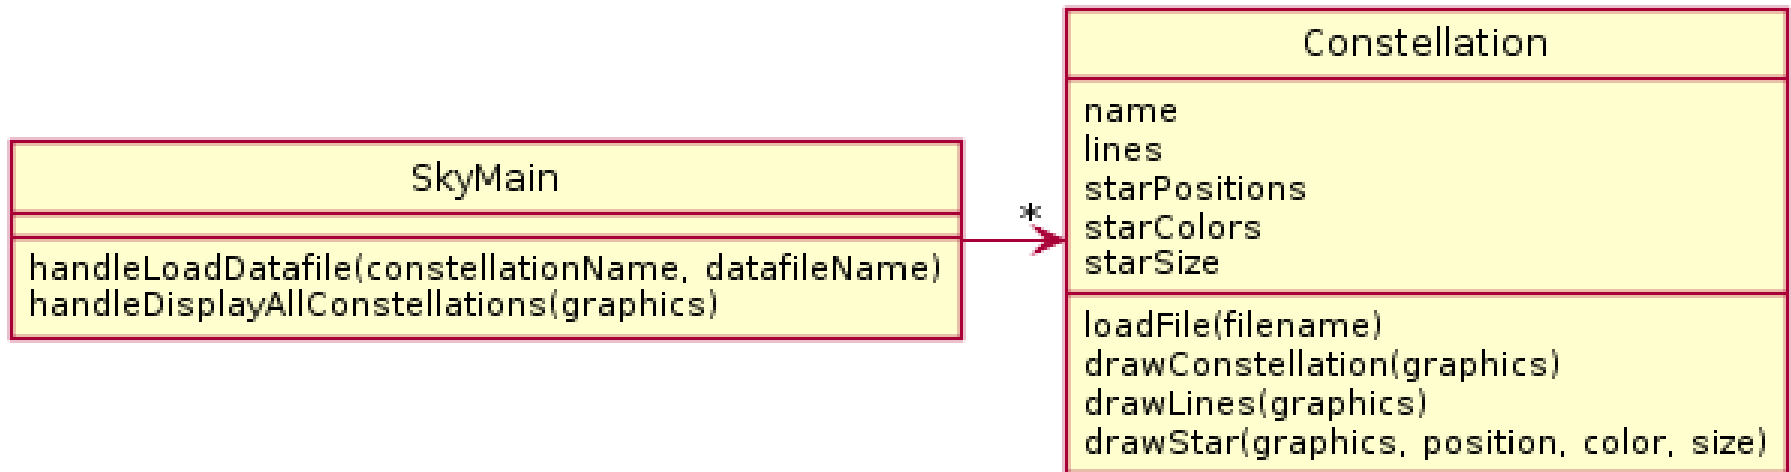 SkyMain
handleLoadDatafile(constellationName, datafileName)
handleDisplayAllConstellations(graphics)
*
Constellation
name
lines
starPositions
starColors
starSize
loadFile(filename)
drawConstellation(graphics)
drawLines(graphics)
drawStar(graphics, position, color, size)